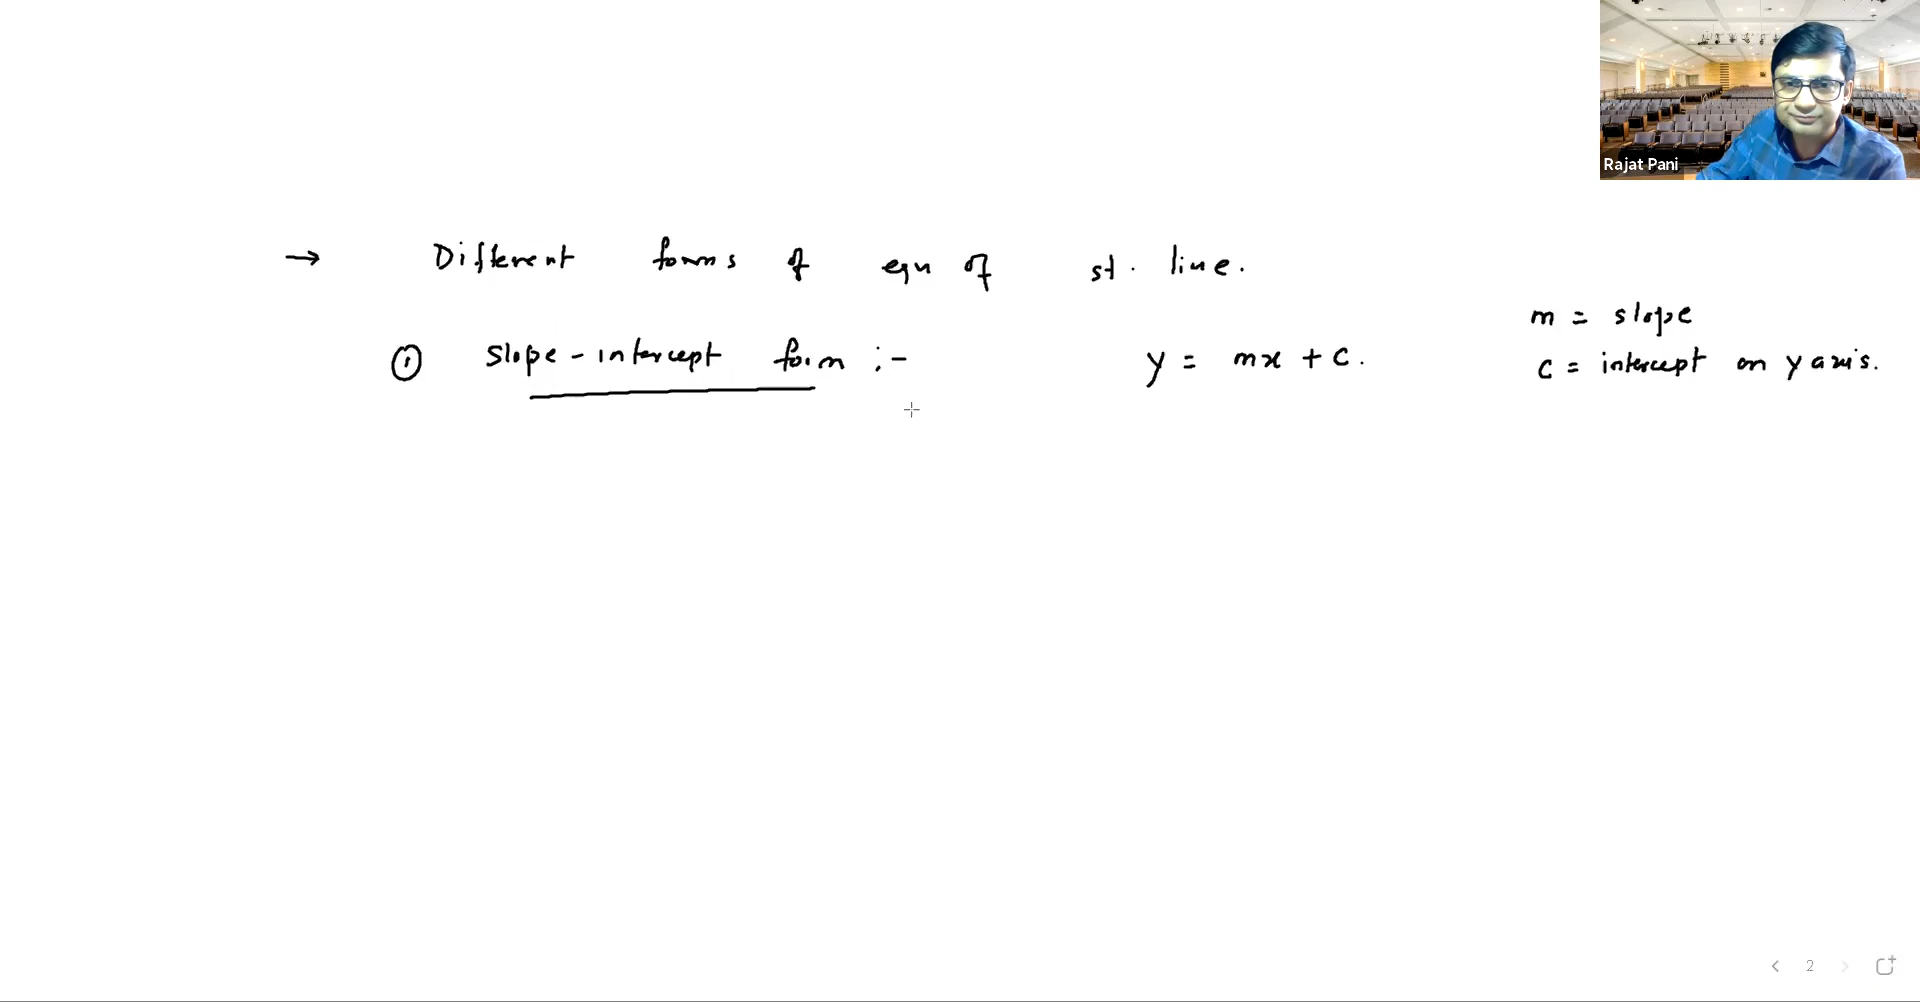 Rajat Pani
→ Different forms of eqn of st. line.
① Slope-intercept form :- y = mx + c.
m = slope
c = intercept on y axis.
2